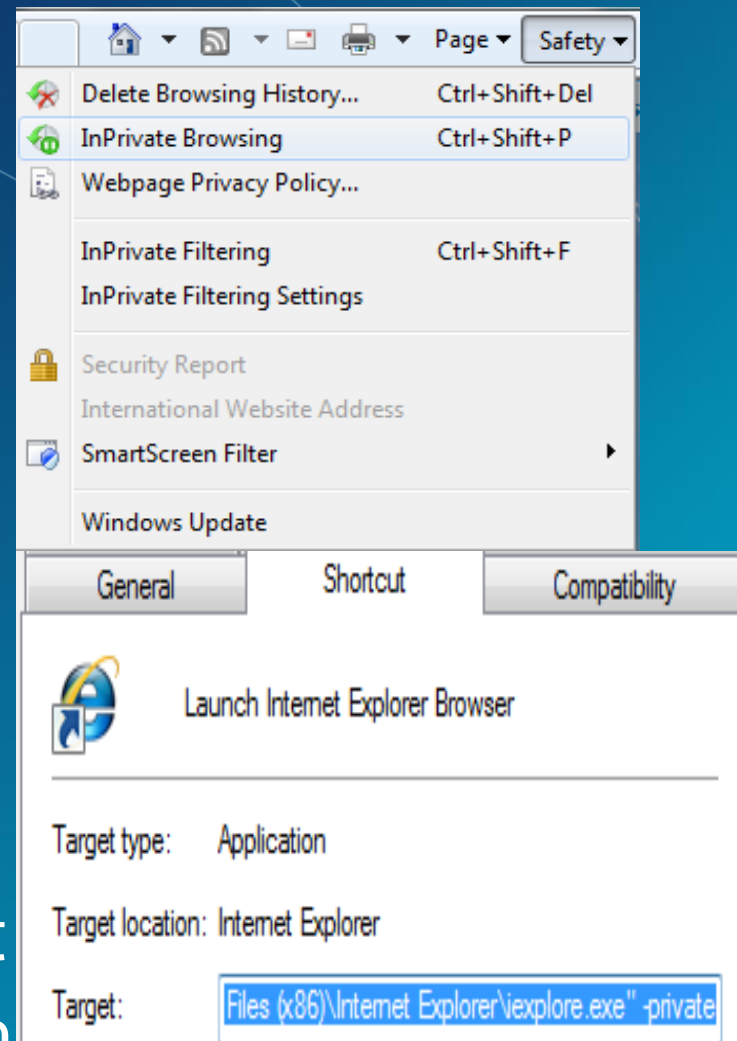 Page Safety
Delete Browsing History... Ctrl+Shift+Del
InPrivate Browsing Ctrl+Shift+P
Webpage Privacy Policy...
InPrivate Filtering Ctrl+Shift+F
InPrivate Filtering Settings
Security Report
International Website Address
SmartScreen Filter
Windows Update
General Shortcut Compatibility
Launch Internet Explorer Browser
Target type: Application
Target location: Internet Explorer
Target: Files (x86)\Internet Explorer\iexplore.exe" -private